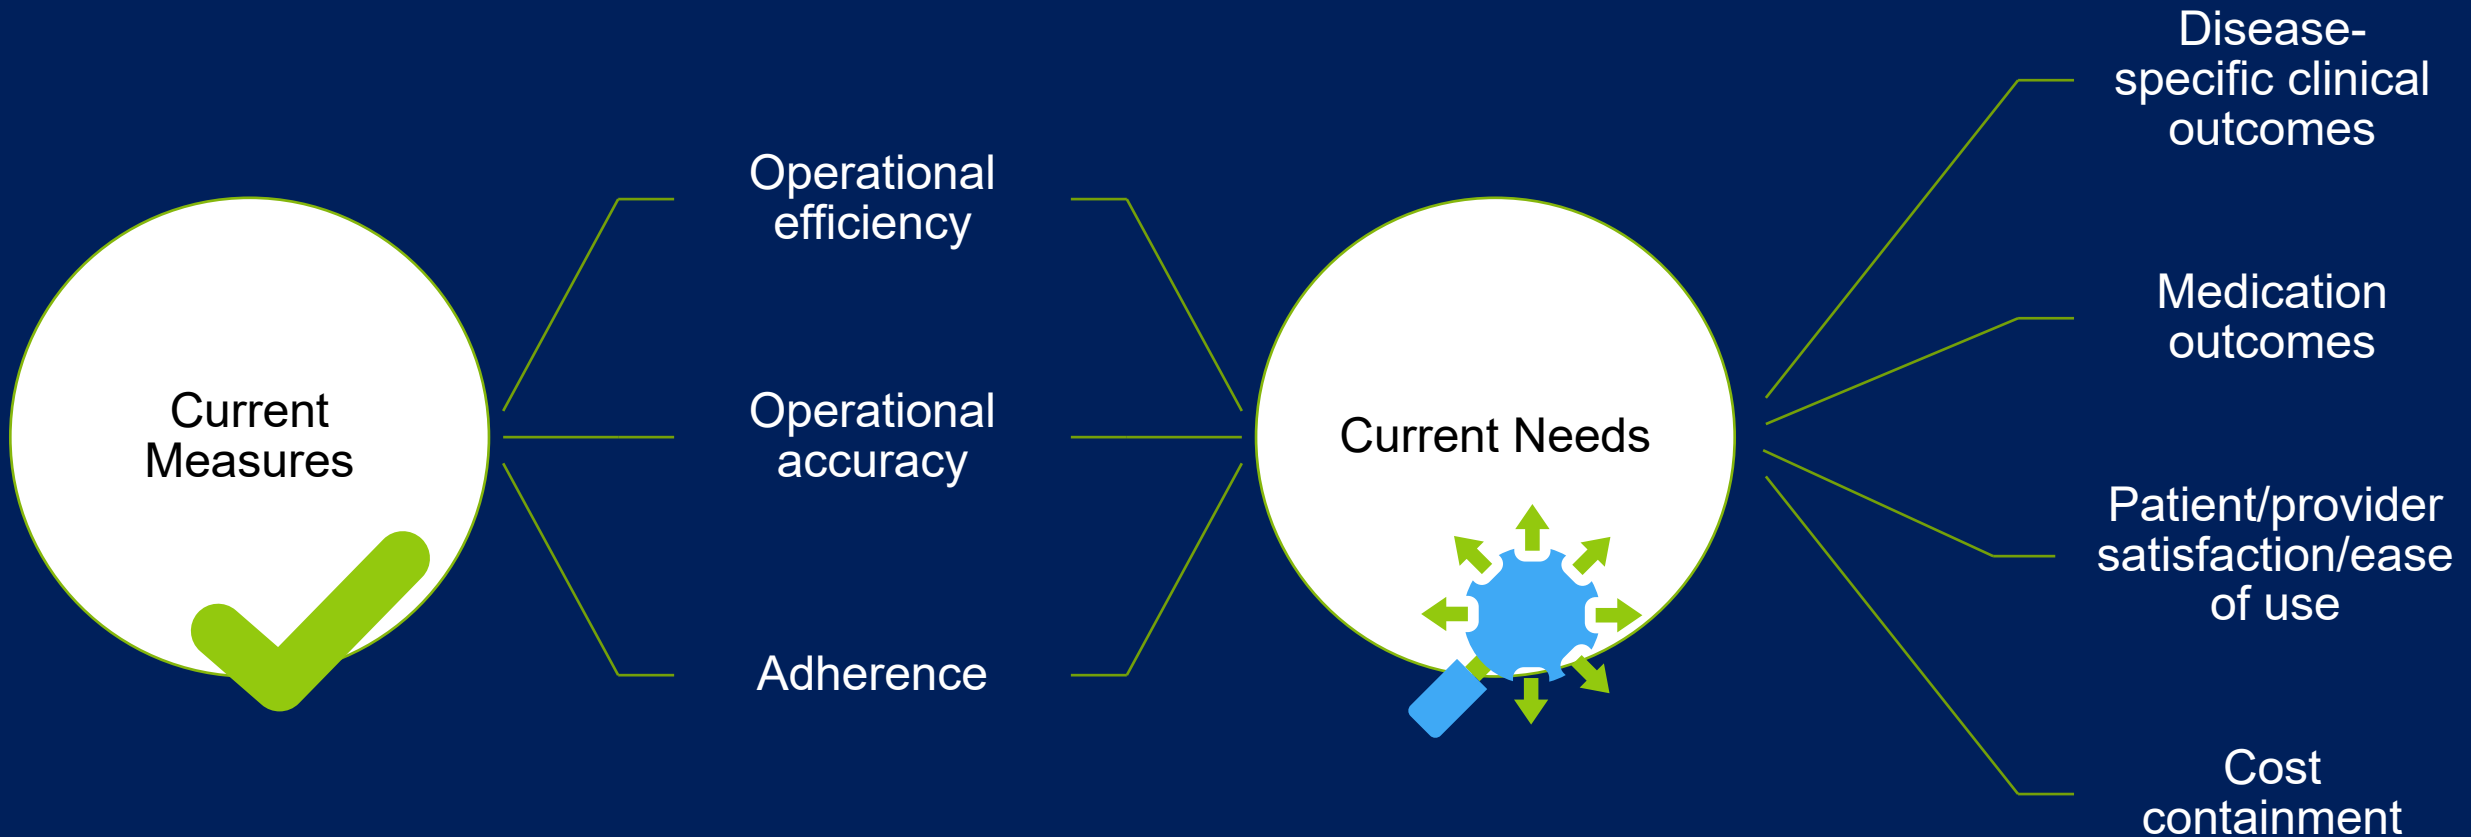 Current
Measures
Operational
efficiency
Operational
accuracy
Adherence
Current Needs
Disease-
specific clinical
outcomes
Medication
outcomes
Patient/provider
satisfaction/ease
of use
Cost
containment